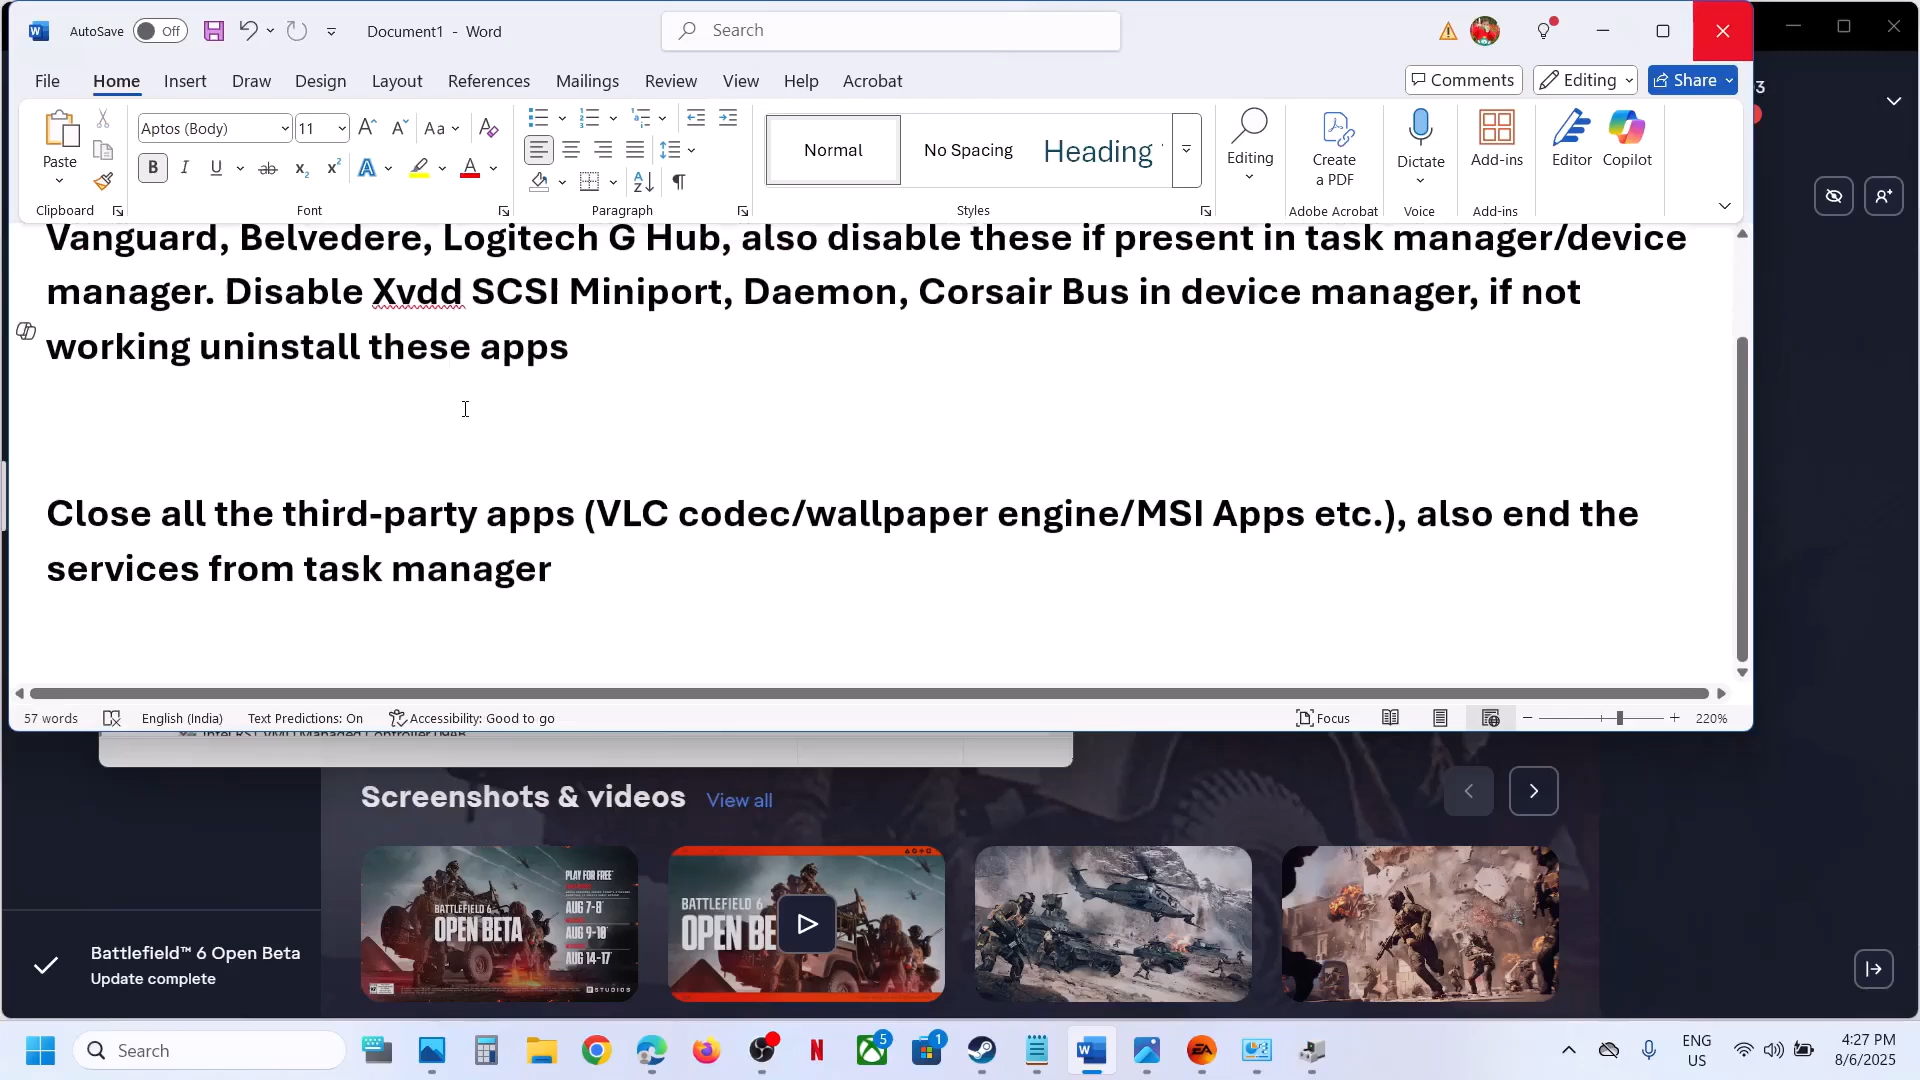 AutoSave Off Document1 - Word Search
File Home Insert Draw Design Layout References Mailings Review View Help Acrobat Comments Editing Share
Paste
Clipboard
Aptos (Body) 11
Font
Paragraph
Normal No Spacing Heading
Styles
Editing
Create a PDF
Adobe Acrobat
Dictate
Voice
Add-ins
Add-ins
Editor Copilot
Vanguard, Belvedere, Logitech G Hub, also disable these if present in task manager/device
manager. Disable Xvdd SCSI Miniport, Daemon, Corsair Bus in device manager, if not
working uninstall these apps
Close all the third-party apps (VLC codec/wallpaper engine/MSI Apps etc.), also end the
services from task manager
57 words English (India) Text Predictions: On Accessibility: Good to go Focus 220%
Screenshots & videos View all
BATTLEFIELD 6
OPEN BETA
PLAY FOR FREE*
AUG 7-8
AUG 9-10
AUG 14-17
BATTLEFIELD 6
OPEN BE
Battlefield™ 6 Open Beta
Update complete
Search
5
1
ENG
US
4:27 PM
8/6/2025